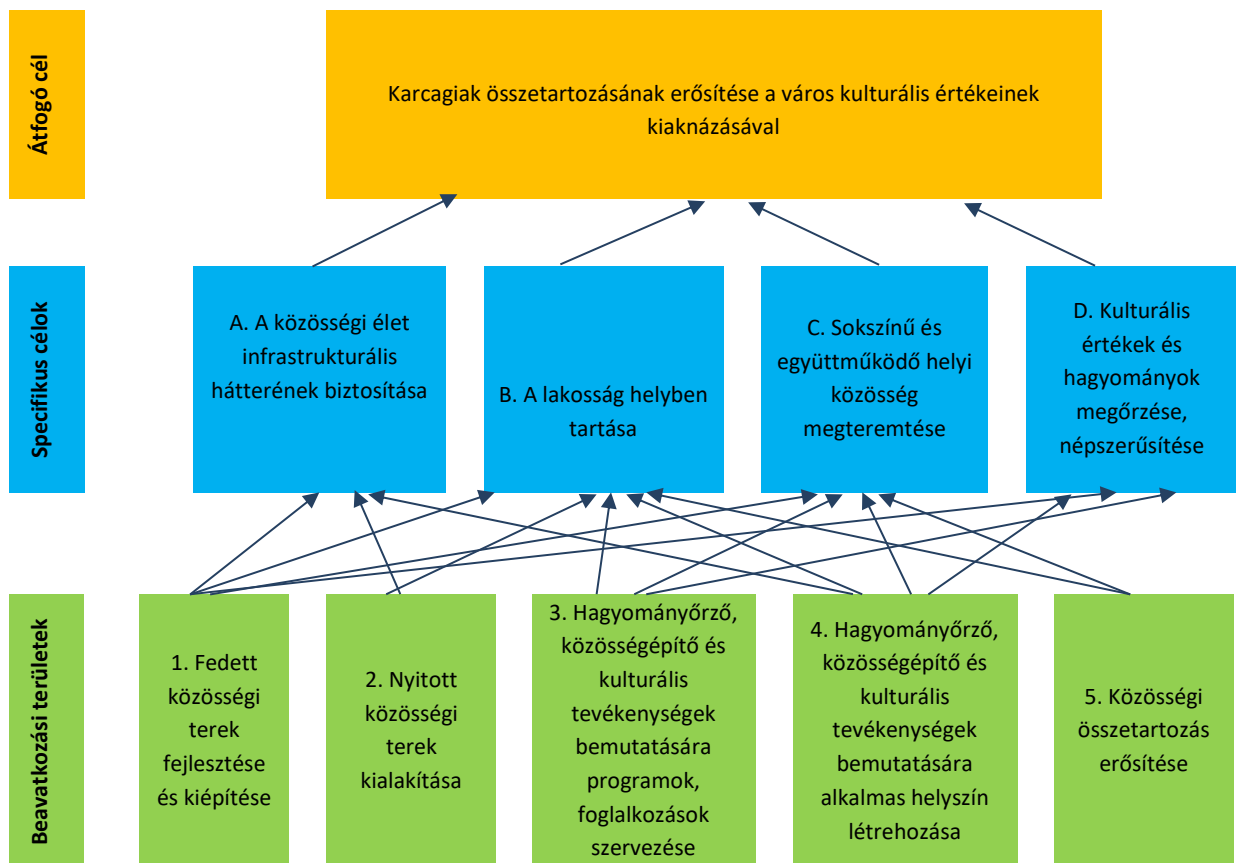 Átfogó cél
Karcagiak összetartozásának erősítése a város kulturális értékeinek
kiaknázásával
Specifikus célok
A. A közösségi élet
infrastrukturális
hátterének biztosítása
B. A lakosság helyben
tartása
C. Sokszínű és
együttműködő helyi
közösség
megteremtése
D. Kulturális
értékek és
hagyományok
megőrzése,
népszerűsítése
Beavatkozási területek
1. Fedett
közösségi
terek
fejlesztése
és kiépítése
2. Nyitott
közösségi
terek
kialakítása
3. Hagyományőrző,
közösségépítő és
kulturális
tevékenységek
bemutatására
programok,
foglalkozások
szervezése
4. Hagyományőrző,
közösségépítő és
kulturális
tevékenységek
bemutatására
alkalmas helyszín
létrehozása
5. Közösségi
összetartozás
erősítése